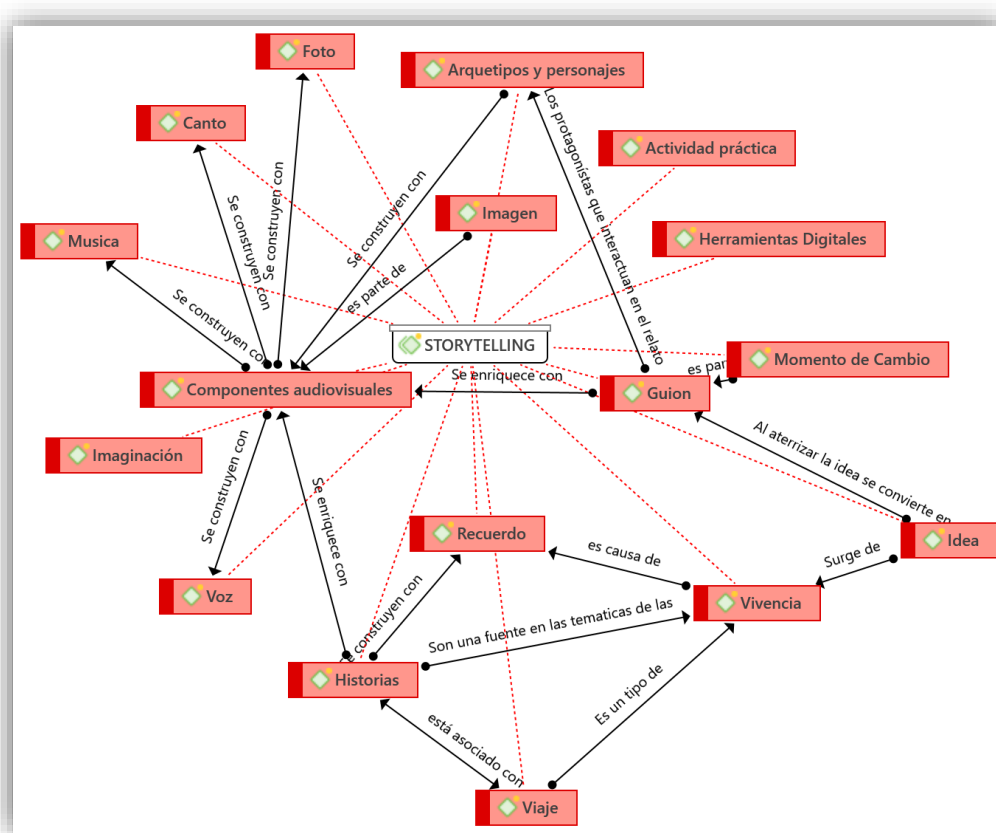 Foto
Arquetipos y personajes
Canto
Actividad práctica
Los protagonistas que interactuan en el relato
Se construyen con
Se construyen con
Se construyen con
Imagen
Musica
Herramientas Digitales
es parte de
Se construyen co
STORYTELLING
Momento de Cambio
es par
Se enriquece con
Componentes audiovisuales
Guion
Imaginación
Al aterrizar la idea se convierte en
Se construyen con
Se enriquece con
Recuerdo
Idea
es causa de
Surge de
Voz
Vivencia
e construyen con
Son una fuente en las tematicas de las
Historias
Es un tipo de
está asociado con
Viaje